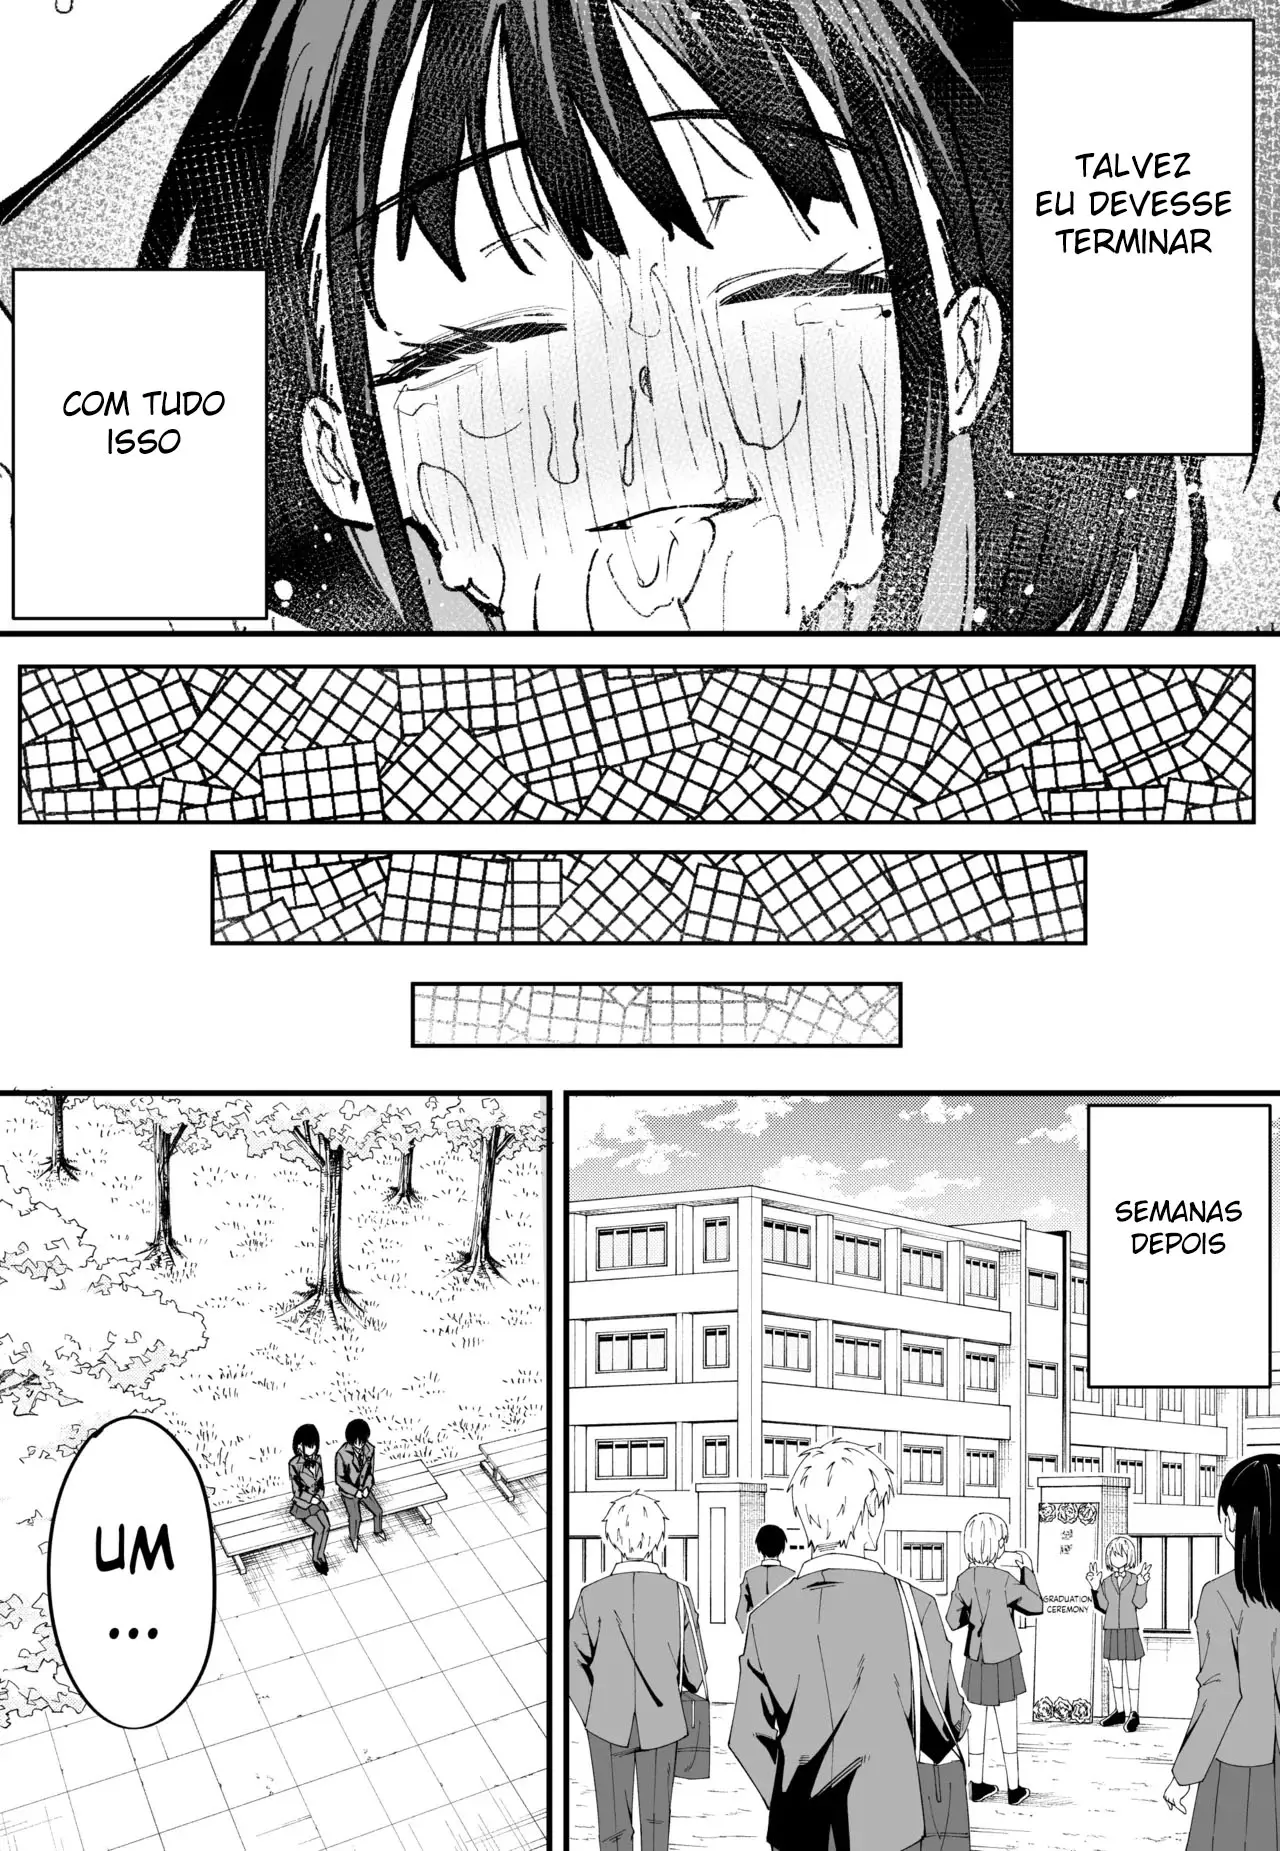 TALVEZ
EU DEVESSE
TERMINAR
COM TUDO
ISSO
SEMANAS
DEPOIS
GRADUATION
CEREMONY
UM
...